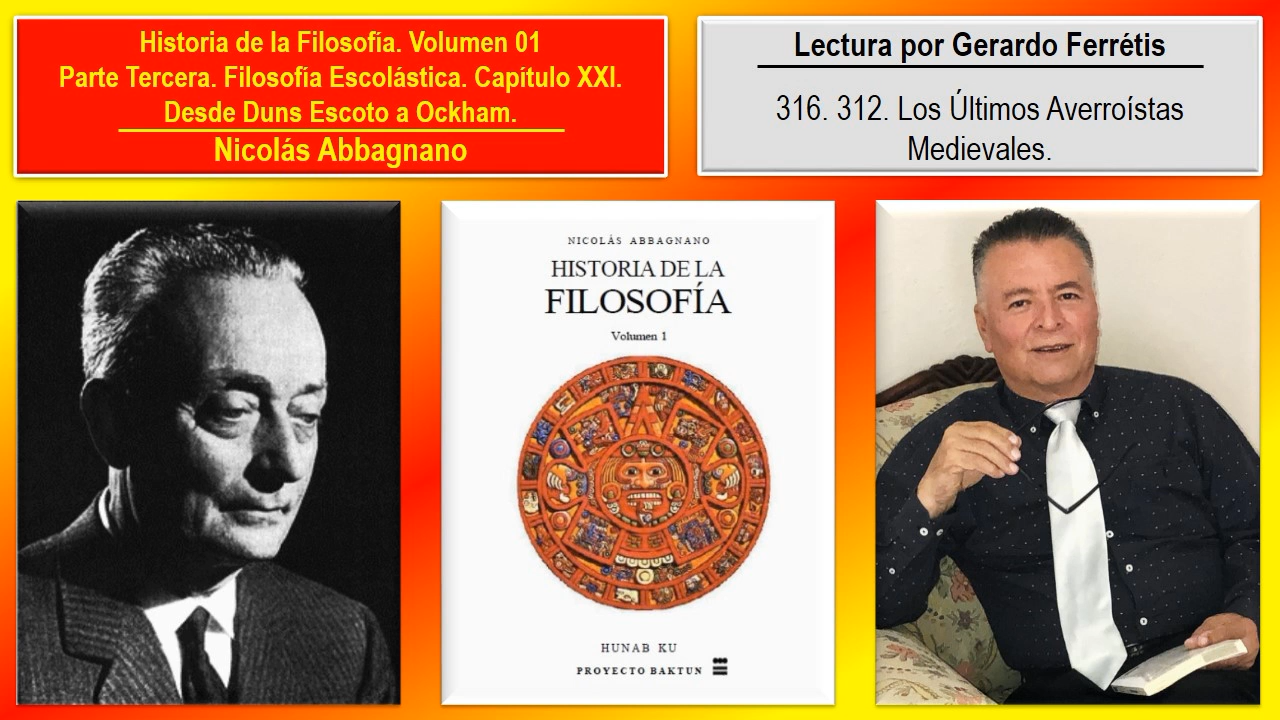 Historia de la Filosofía. Volumen 01
Parte Tercera. Filosofía Escolástica. Capítulo XXI.
Desde Duns Escoto a Ockham.
Nicolás Abbagnano
Lectura por Gerardo Ferrétis
316. 312. Los Últimos Averroístas
Medievales.
NICOLÁS ABBAGNANO
HISTORIA DE LA
FILOSOFÍA
Volumen 1
HUNAB KU
PROYECTO BAKTUN